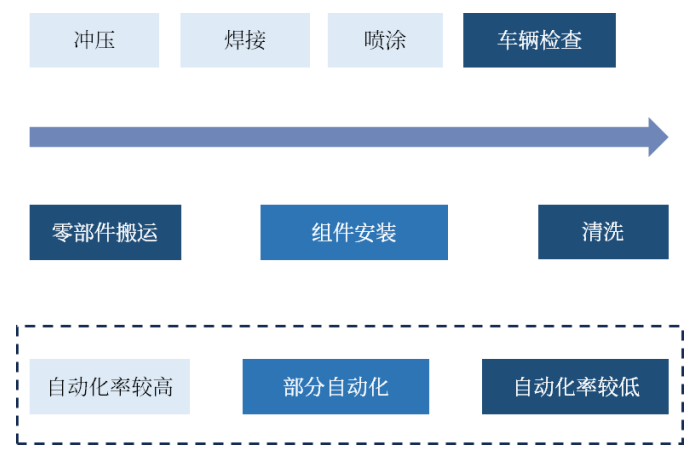 冲压
焊接
喷涂
车辆检查
零部件搬运
组件安装
清洗
自动化率较高
部分自动化
自动化率较低